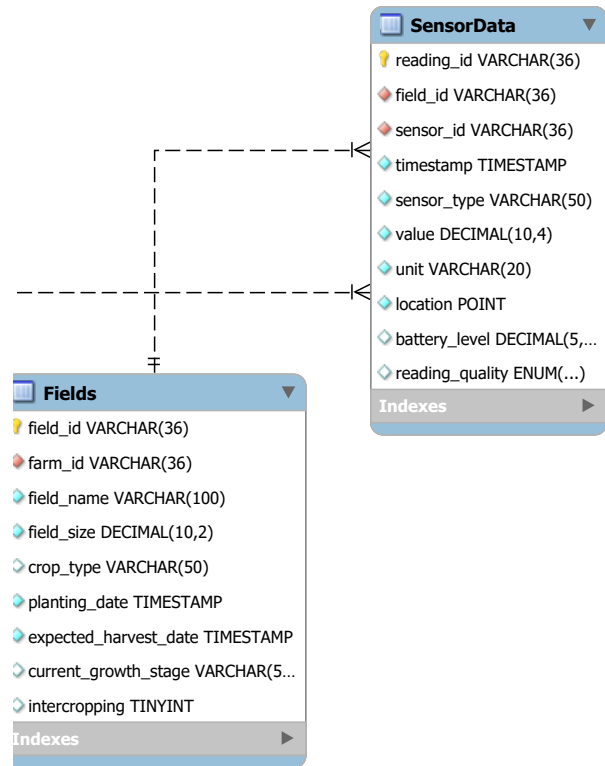 SensorData
reading_id VARCHAR(36)
field_id VARCHAR(36)
sensor_id VARCHAR(36)
timestamp TIMESTAMP
sensor_type VARCHAR(50)
value DECIMAL(10,4)
unit VARCHAR(20)
location POINT
battery_level DECIMAL(5,...
reading_quality ENUM(...)
Indexes
Fields
field_id VARCHAR(36)
farm_id VARCHAR(36)
field_name VARCHAR(100)
field_size DECIMAL(10,2)
crop_type VARCHAR(50)
planting_date TIMESTAMP
expected_harvest_date TIMESTAMP
current_growth_stage VARCHAR(5...
intercropping TINYINT
Indexes